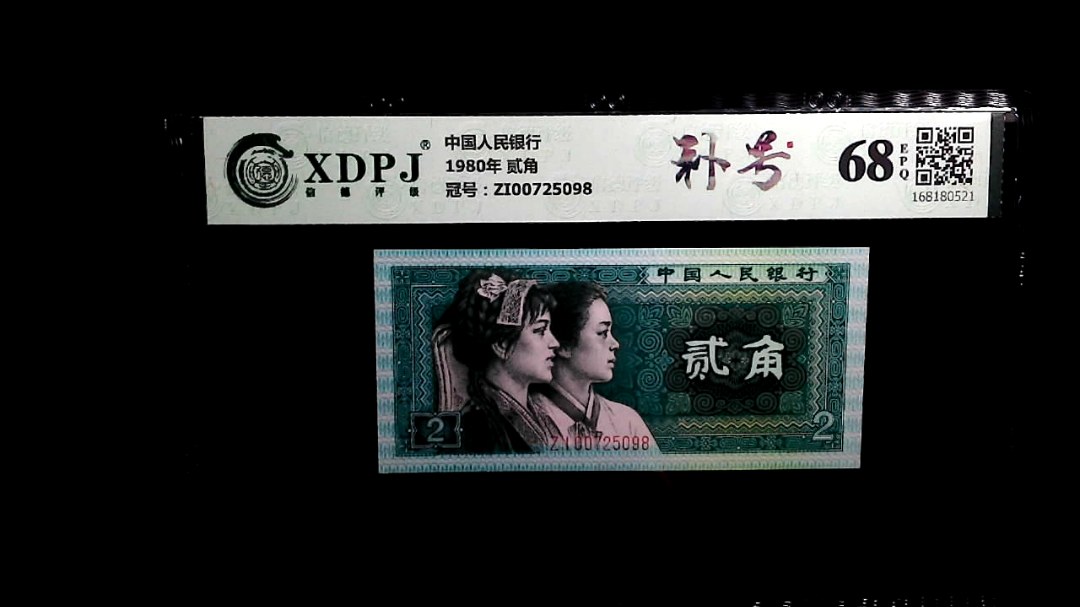 XDPJ®
信德评级
中国人民银行
1980年 贰角
冠号：ZI00725098
补号
68
EPQ
168180521
中国人民银行
贰角
2
2
ZI00725098